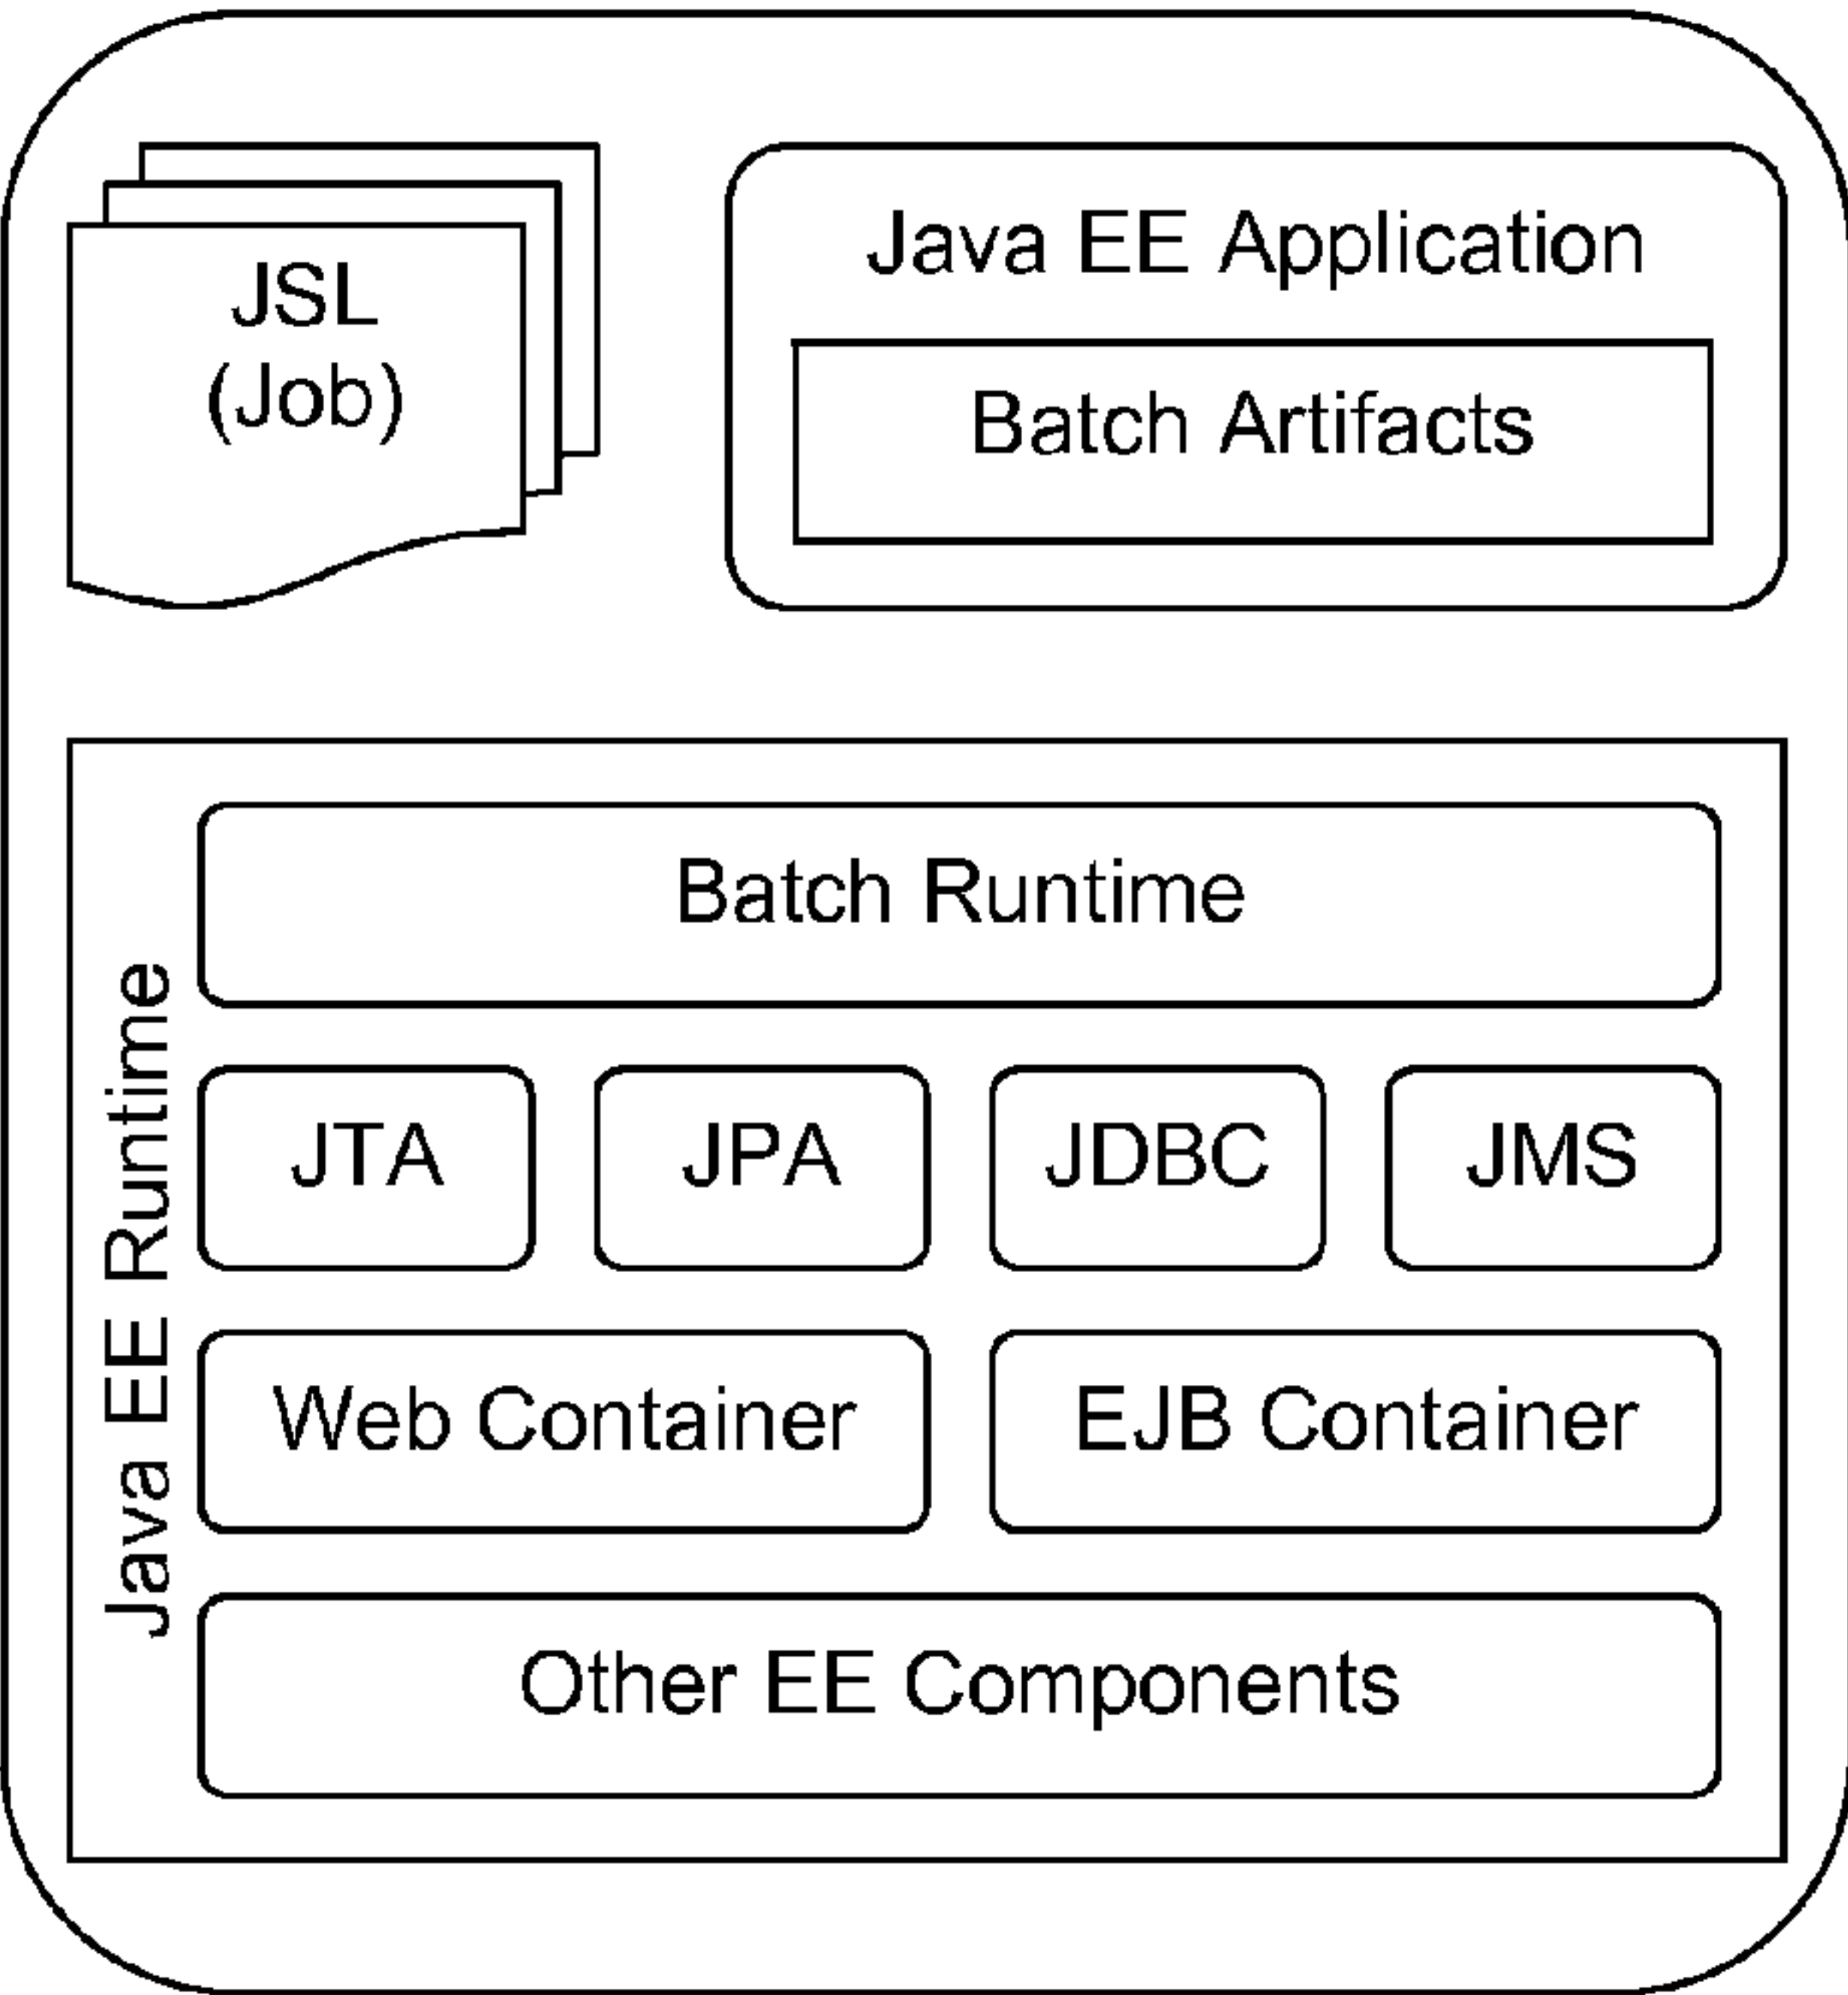 JSL
(Job)
Java EE Application
Batch Artifacts
Java EE Runtime
Batch Runtime
JTA
JPA
JDBC
JMS
Web Container
EJB Container
Other EE Components